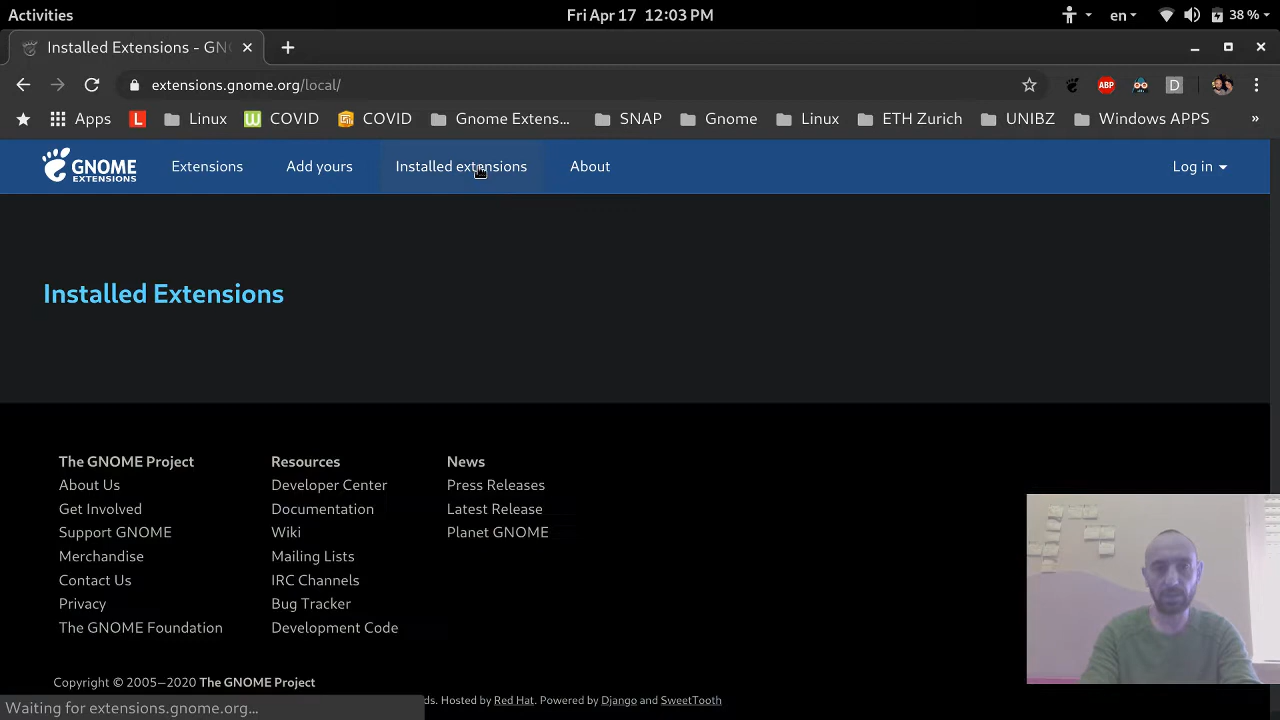 Activities
Fri Apr 17 12:03 PM
en
38 %
Installed Extensions - GN
extensions.gnome.org/local/
ABP
D
Apps
L
Linux
COVID
COVID
Gnome Extens...
SNAP
Gnome
Linux
ETH Zurich
UNIBZ
Windows APPS
»
GNOME EXTENSIONS
Extensions
Add yours
Installed extensions
About
Log in
Installed Extensions
The GNOME Project
About Us
Get Involved
Support GNOME
Merchandise
Contact Us
Privacy
The GNOME Foundation
Resources
Developer Center
Documentation
Wiki
Mailing Lists
IRC Channels
Bug Tracker
Development Code
News
Press Releases
Latest Release
Planet GNOME
Copyright © 2005−2020 The GNOME Project
ds. Hosted by Red Hat. Powered by Django and SweetTooth
Waiting for extensions.gnome.org...